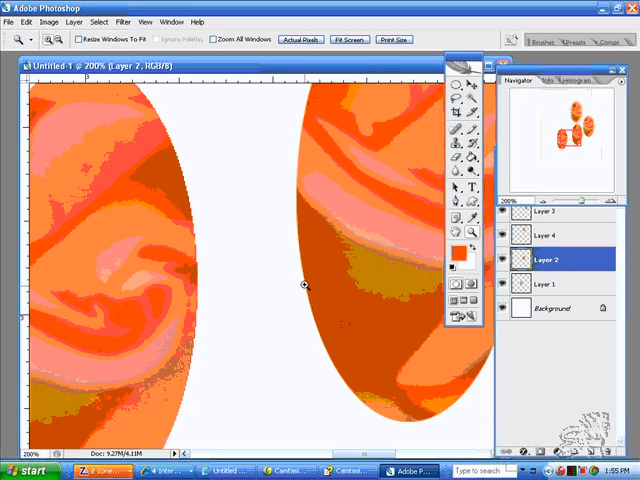 Adobe Photoshop
File Edit Image Layer Select Filter View Window Help
Resize Windows To Fit Ignore Palettes Zoom All Windows Actual Pixels Fit Screen Print Size
Brushes Presets Comps
Untitled-1 @ 200% (Layer 2, RGB/8)
Navigator Info Histogram
200%
Layer 3
Layer 4
Layer 2
Layer 1
Background
200% Doc: 9.27M/4.11M
start 2 Zone... 4 Inter... Untitled Camtasi... Camtasi... Adobe P... Type to search 1:55 PM